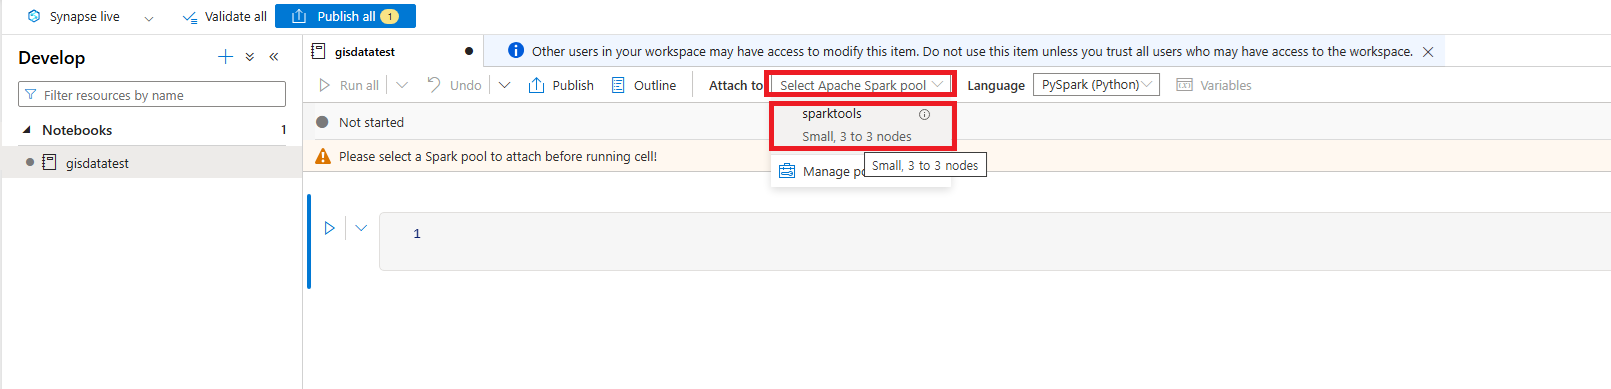 Synapse live
Validate all
Publish all 1
Develop
Filter resources by name
Notebooks 1
gisdatatest
gisdatatest
Other users in your workspace may have access to modify this item. Do not use this item unless you trust all users who may have access to the workspace.
Run all
Undo
Publish
Outline
Attach to
Select Apache Spark pool
Language
PySpark (Python)
Variables
Not started
sparktools
Small, 3 to 3 nodes
Please select a Spark pool to attach before running cell!
Small, 3 to 3 nodes
Manage
1